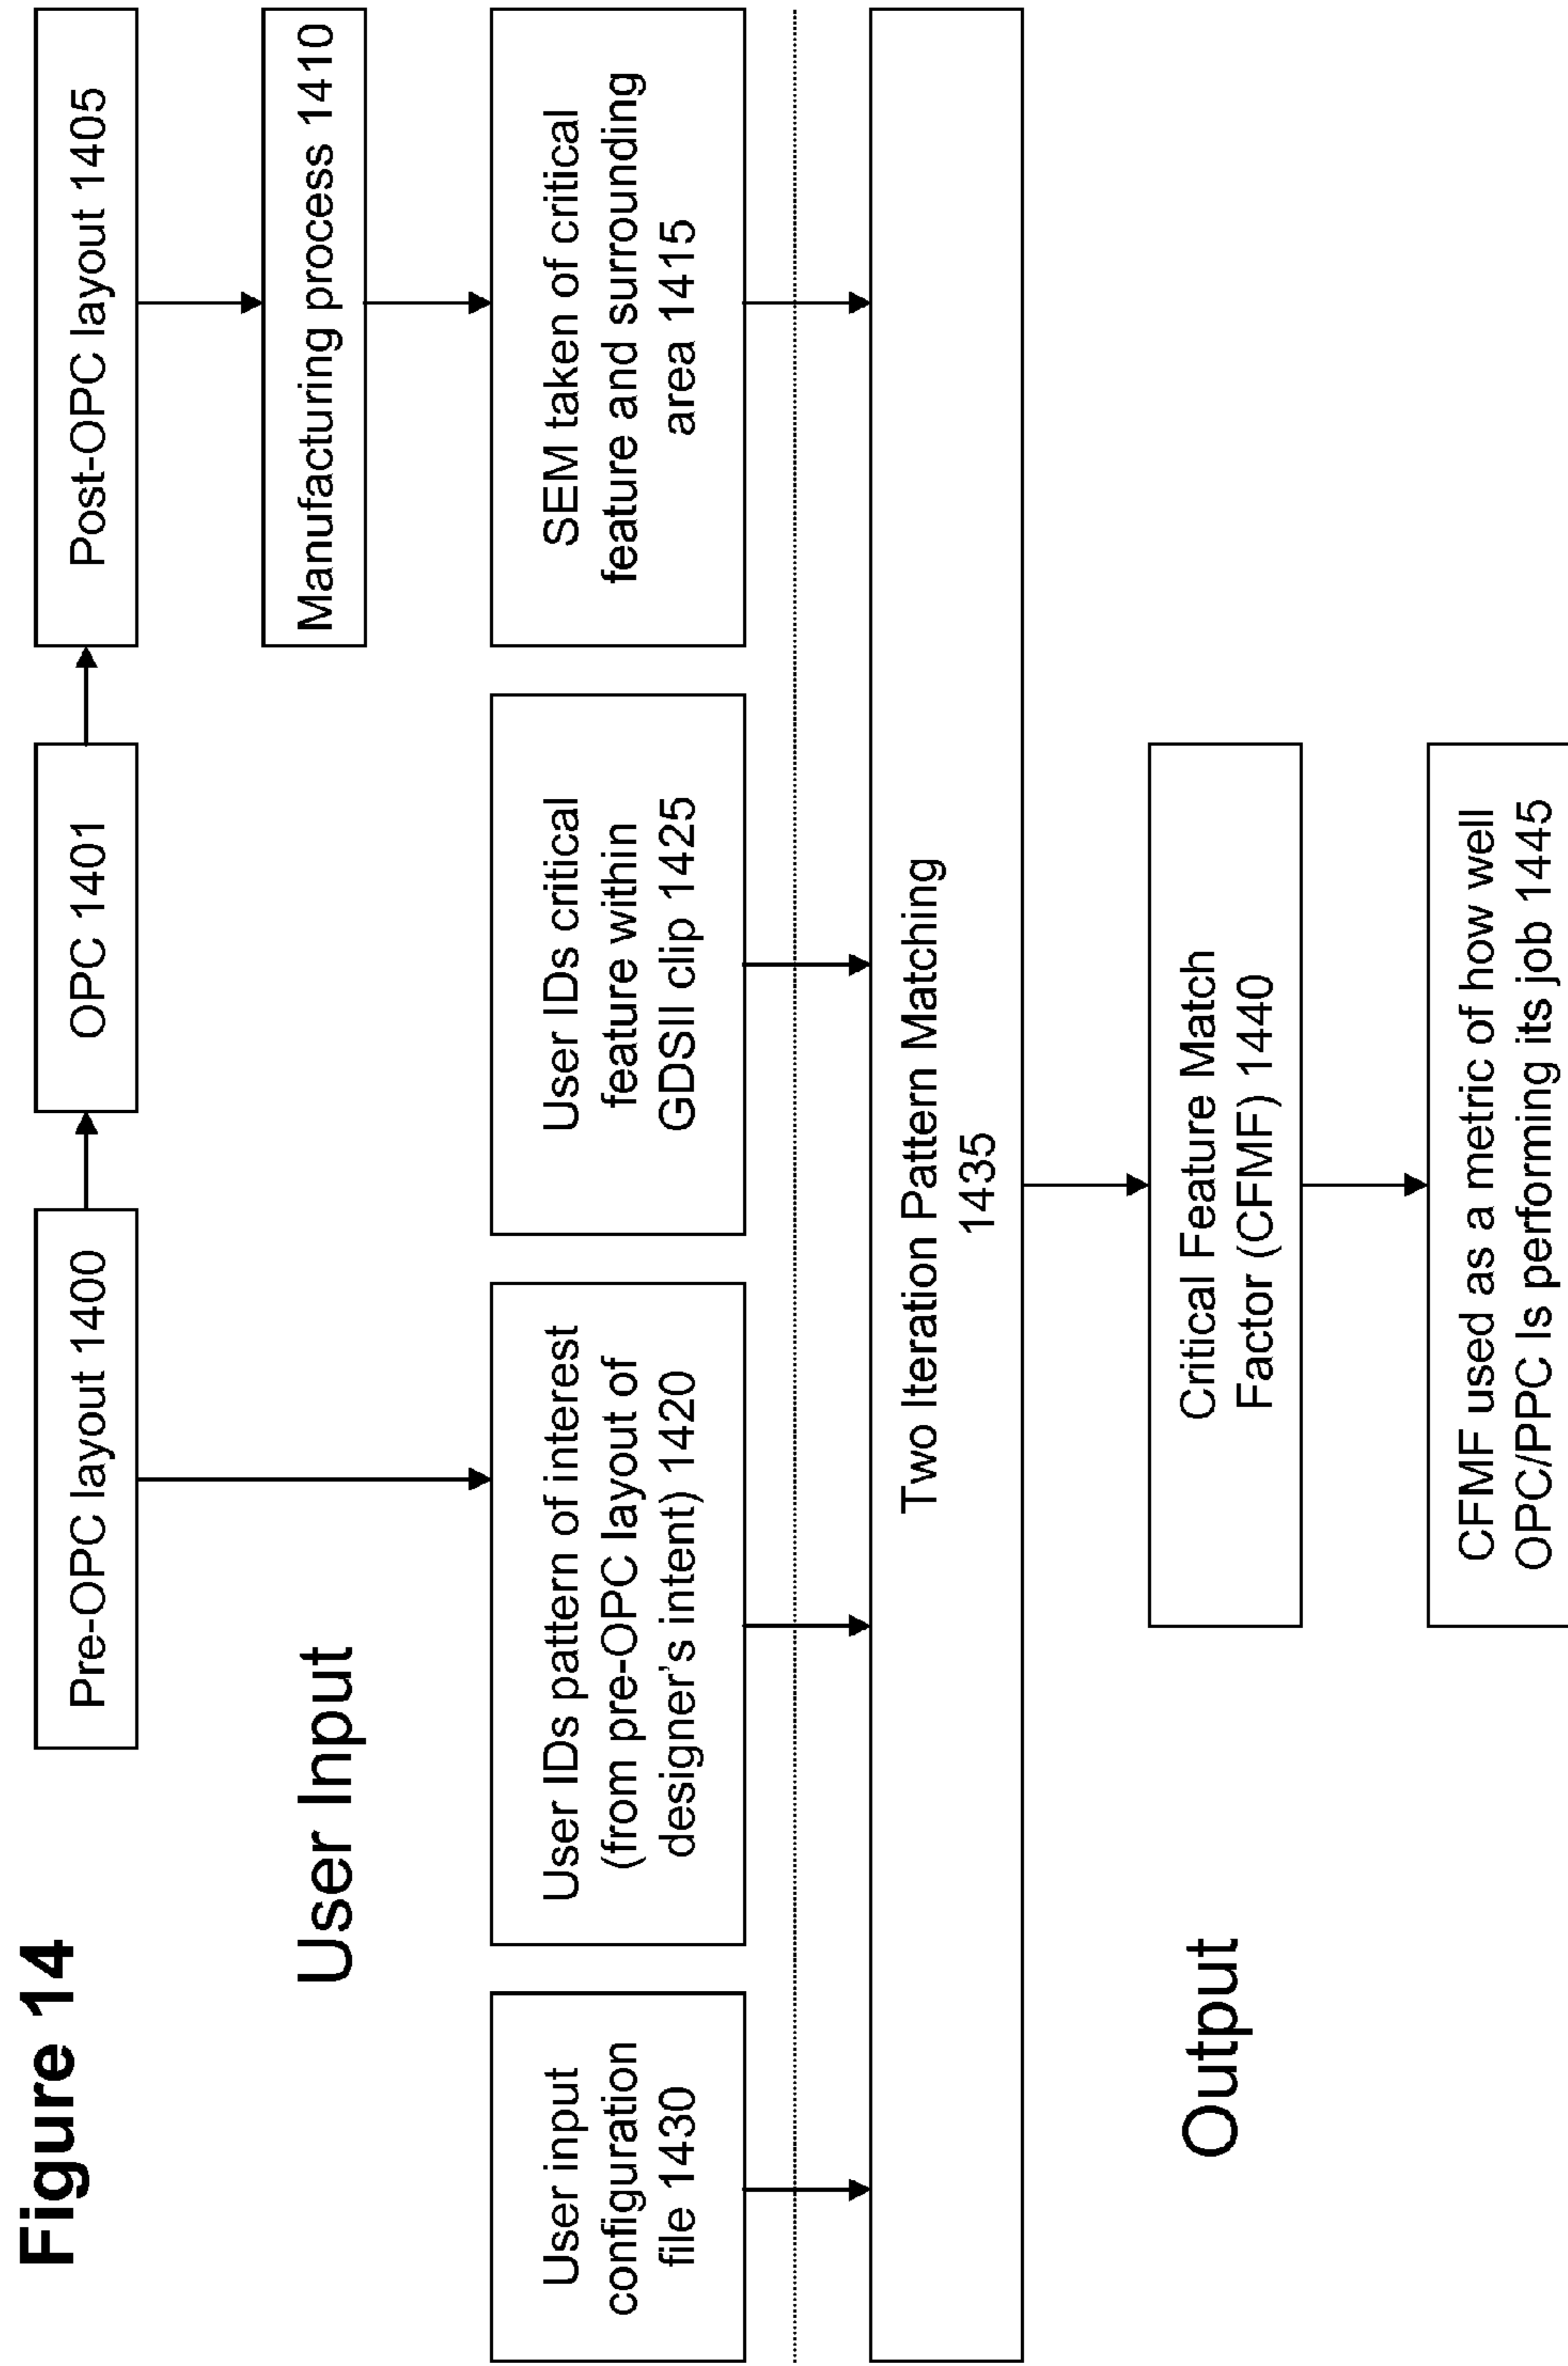 Figure 14
Pre-OPC layout 1400
OPC 1401
Post-OPC layout 1405
User Input
Manufacturing process 1410
User input
configuration
file 1430
User IDs pattern of interest
(from pre-OPC layout of
designer's intent) 1420
User IDs critical
feature within
GDSII clip 1425
SEM taken of critical
feature and surrounding
area 1415
Two Iteration Pattern Matching
1435
Output
Critical Feature Match
Factor (CFMF) 1440
CFMF used as a metric of how well
OPC/PPC Is performing its job 1445